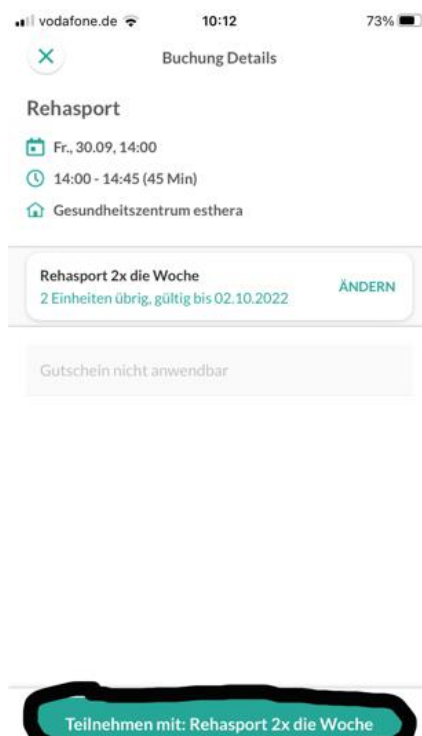 vodafone.de 10:12 73%
Buchung Details
Rehasport
Fr., 30.09, 14:00
14:00 - 14:45 (45 Min)
Gesundheitszentrum esthera
Rehasport 2x die Woche
2 Einheiten übrig, gültig bis 02.10.2022
ÄNDERN
Gutschein nicht anwendbar
Teilnehmen mit: Rehasport 2x die Woche